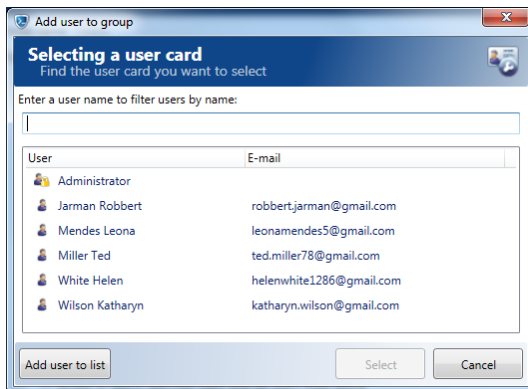 Add user to group
Selecting a user card
Find the user card you want to select
Enter a user name to filter users by name:
User E-mail
Administrator
Jarman Robbert robbert.jarman@gmail.com
Mendes Leona leonamendes5@gmail.com
Miller Ted ted.miller78@gmail.com
White Helen helenwhite1286@gmail.com
Wilson Katharyn katharyn.wilson@gmail.com
Add user to list Select Cancel